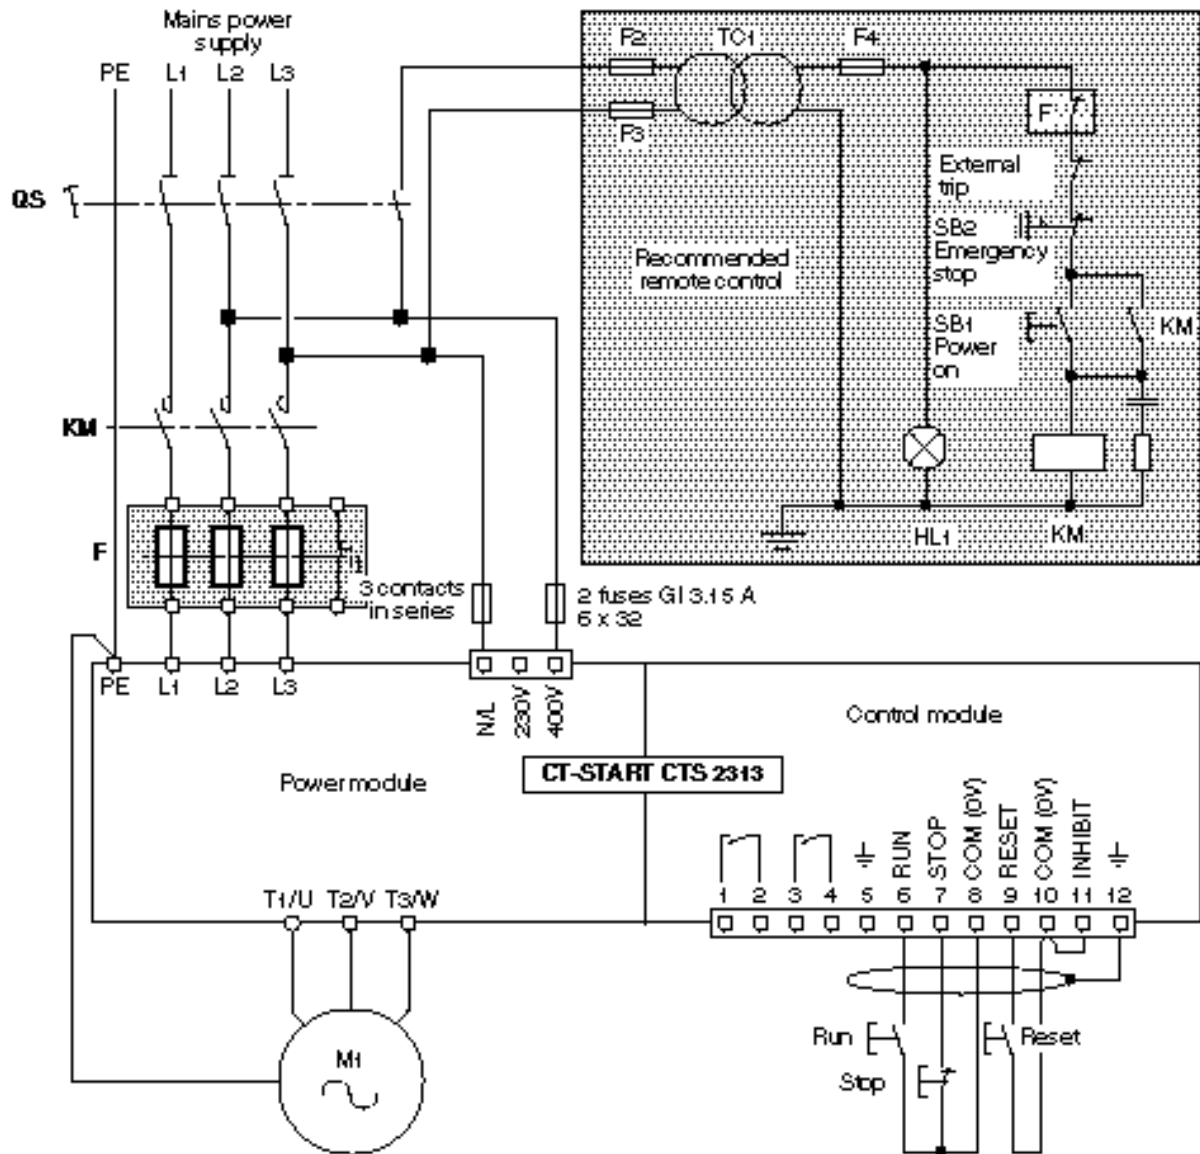 Mains power
supply
PE L1 L2 L3
QS
KM
F
3 contacts
in series
2 fuses GI 3.15 A
6 x 32
F2 TC1 F4
F3
F
External
trip
SB2
Emergency
stop
Recommended
remote control
SB1
Power
on
KM
HL1 KM
PE L1 L2 L3
N/L
230V
400V
Control module
Power module
CT-START CTS 2313
RUN
STOP
COM (0V)
RESET
COM (0V)
INHIBIT
1 2 3 4 5 6 7 8 9 10 11 12
T1/U T2/V T3/W
M1
Run
Reset
Stop